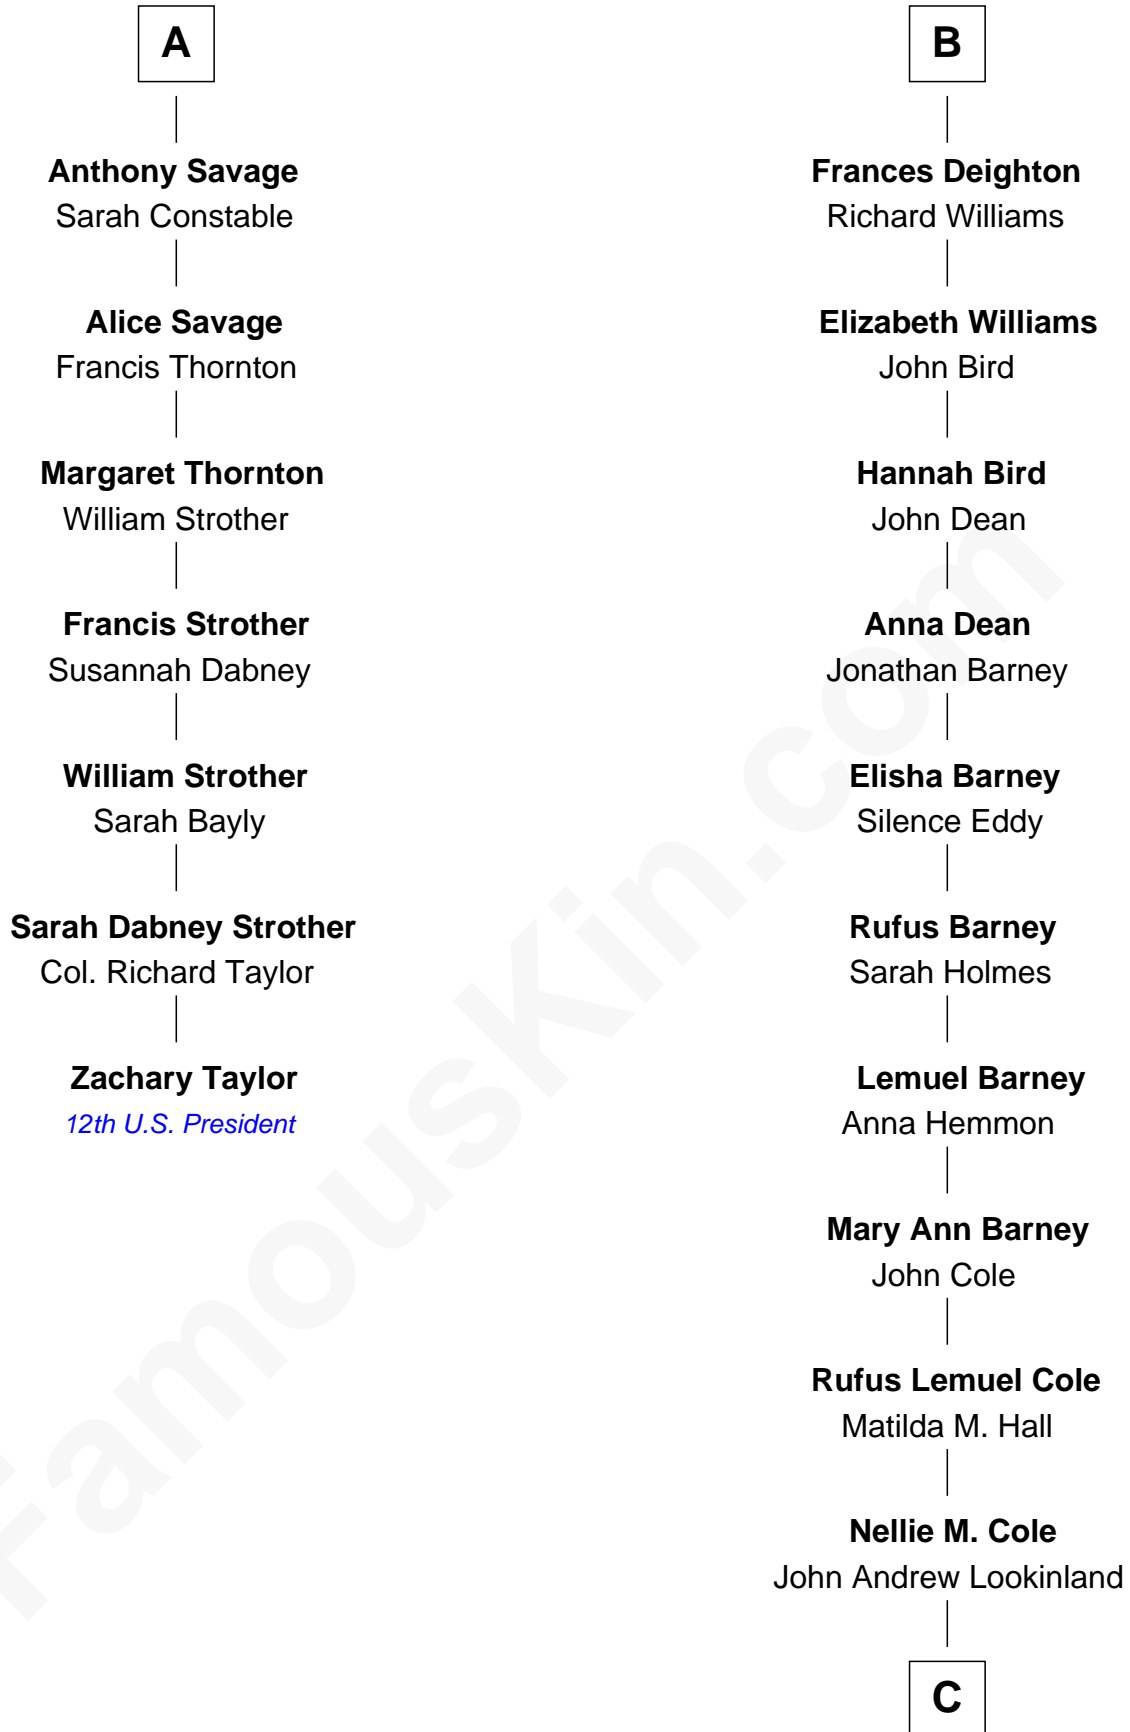 A
Anthony Savage
Sarah Constable
Alice Savage
Francis Thornton
Margaret Thornton
William Strother
Francis Strother
Susannah Dabney
William Strother
Sarah Bayly
Sarah Dabney Strother
Col. Richard Taylor
Zachary Taylor
12th U.S. President
B
Frances Deighton
Richard Williams
Elizabeth Williams
John Bird
Hannah Bird
John Dean
Anna Dean
Jonathan Barney
Elisha Barney
Silence Eddy
Rufus Barney
Sarah Holmes
Lemuel Barney
Anna Hemmon
Mary Ann Barney
John Cole
Rufus Lemuel Cole
Matilda M. Hall
Nellie M. Cole
John Andrew Lookinland
C
FamousKin.com